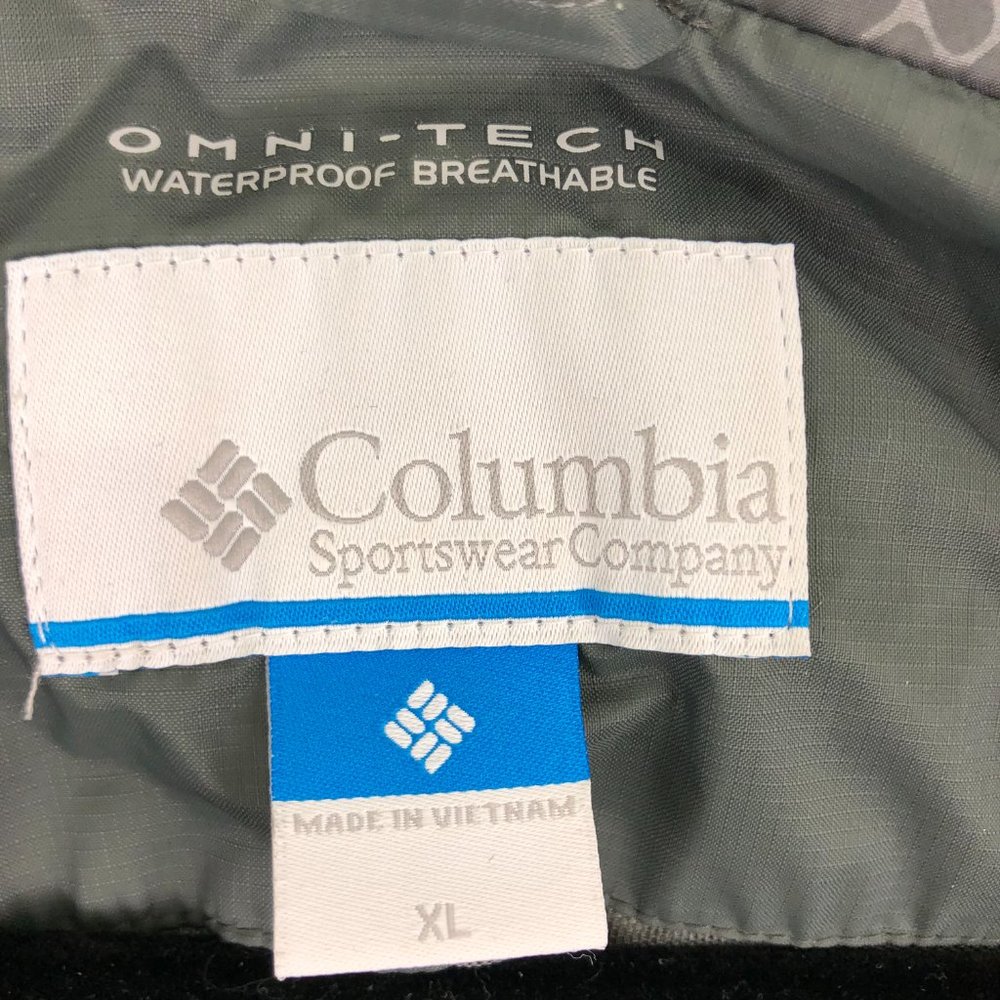 OMNI-TECH
WATERPROOF BREATHABLE
Columbia
Sportswear Company
MADE IN VIETNAM
XL